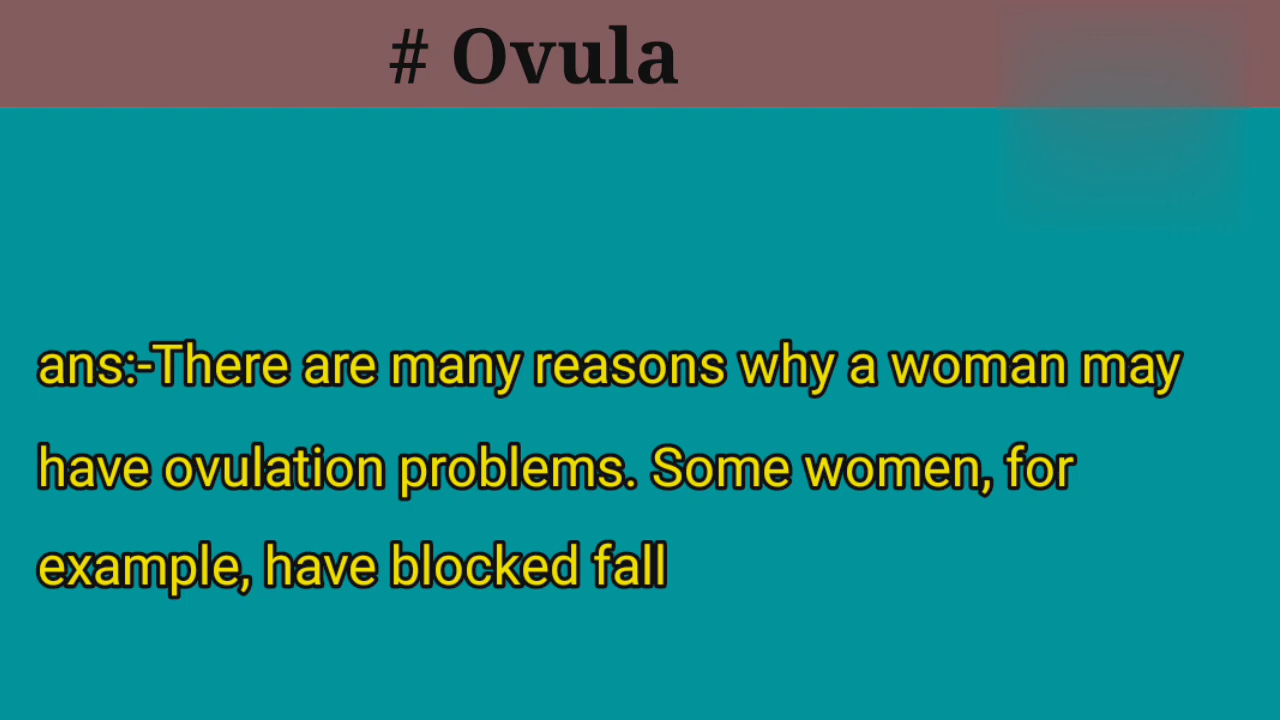 # Ovula
ans:-There are many reasons why a woman may
have ovulation problems. Some women, for
example, have blocked fall